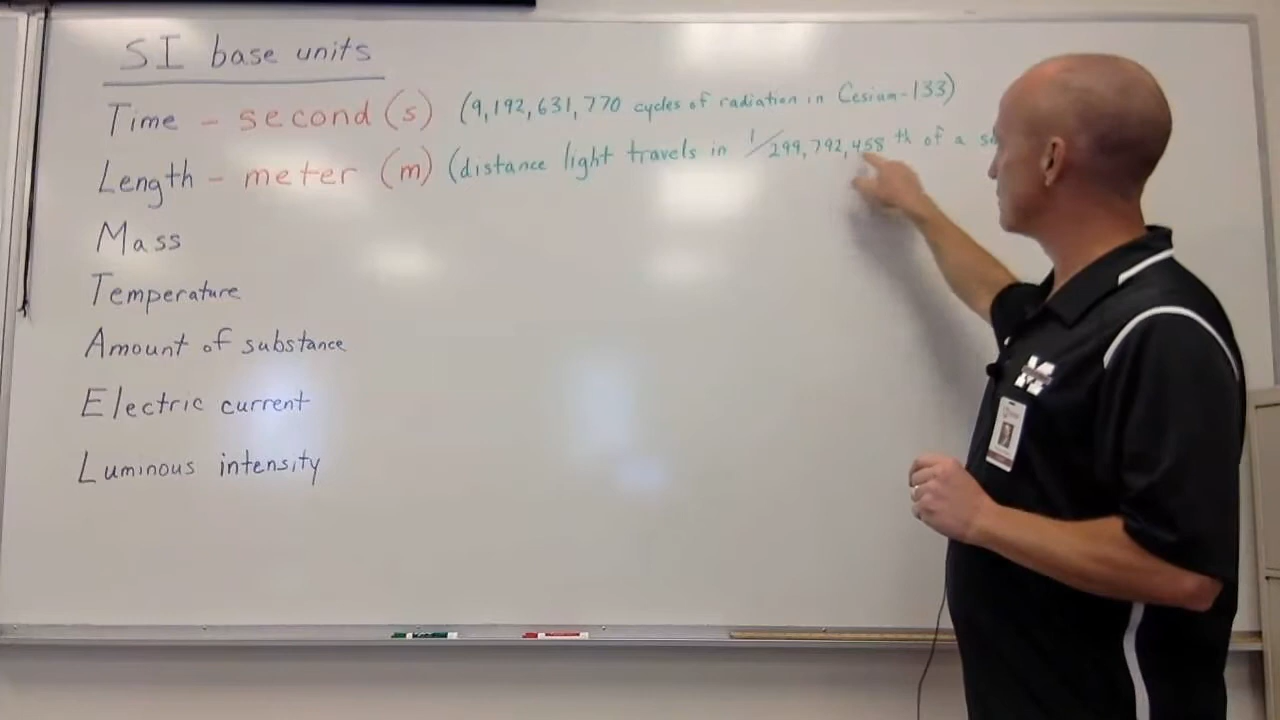 SI base units
Time - second (s) (9,192,631,770 cycles of radiation in Cesium-133)
Length - meter (m) (distance light travels in 1/299,792,458 th of a
Mass
Temperature
Amount of substance
Electric current
Luminous intensity
M